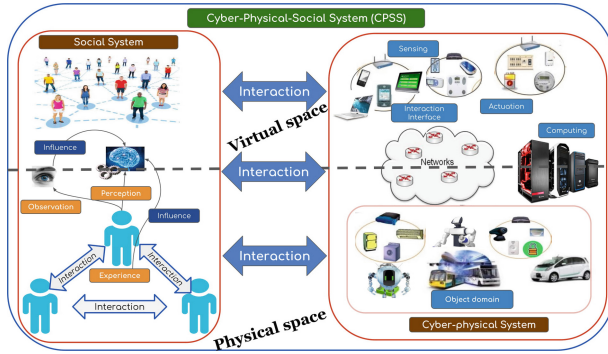 Cyber-Physical-Social System (CPSS)
Social System
Influence
Observation
Perception
Influence
Experience
Interaction
Interaction
Interaction
Interaction
Virtual space
Interaction
Interaction
Physical space
Sensing
Interaction
Interface
Actuation
Networks
Computing
Object domain
Cyber-physical System